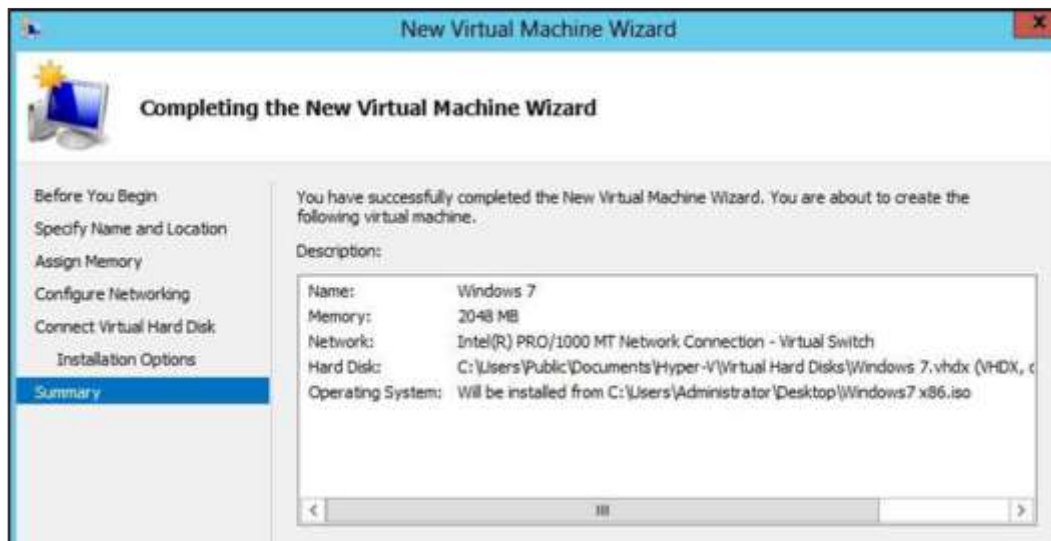 New Virtual Machine Wizard
x
Completing the New Virtual Machine Wizard
Before You Begin
Specify Name and Location
Assign Memory
Configure Networking
Connect Virtual Hard Disk
Installation Options
Summary
You have successfully completed the New Virtual Machine Wizard. You are about to create the
following virtual machine.
Description:
Name: Windows 7
Memory: 2048 MB
Network: Intel(R) PRO/1000 MT Network Connection - Virtual Switch
Hard Disk: C:\Users\Public\Documents\Hyper-V\Virtual Hard Disks\Windows 7.vhdx (VHDX, d
Operating System: Will be installed from C:\Users\Administrator\Desktop\Windows7 x86.iso